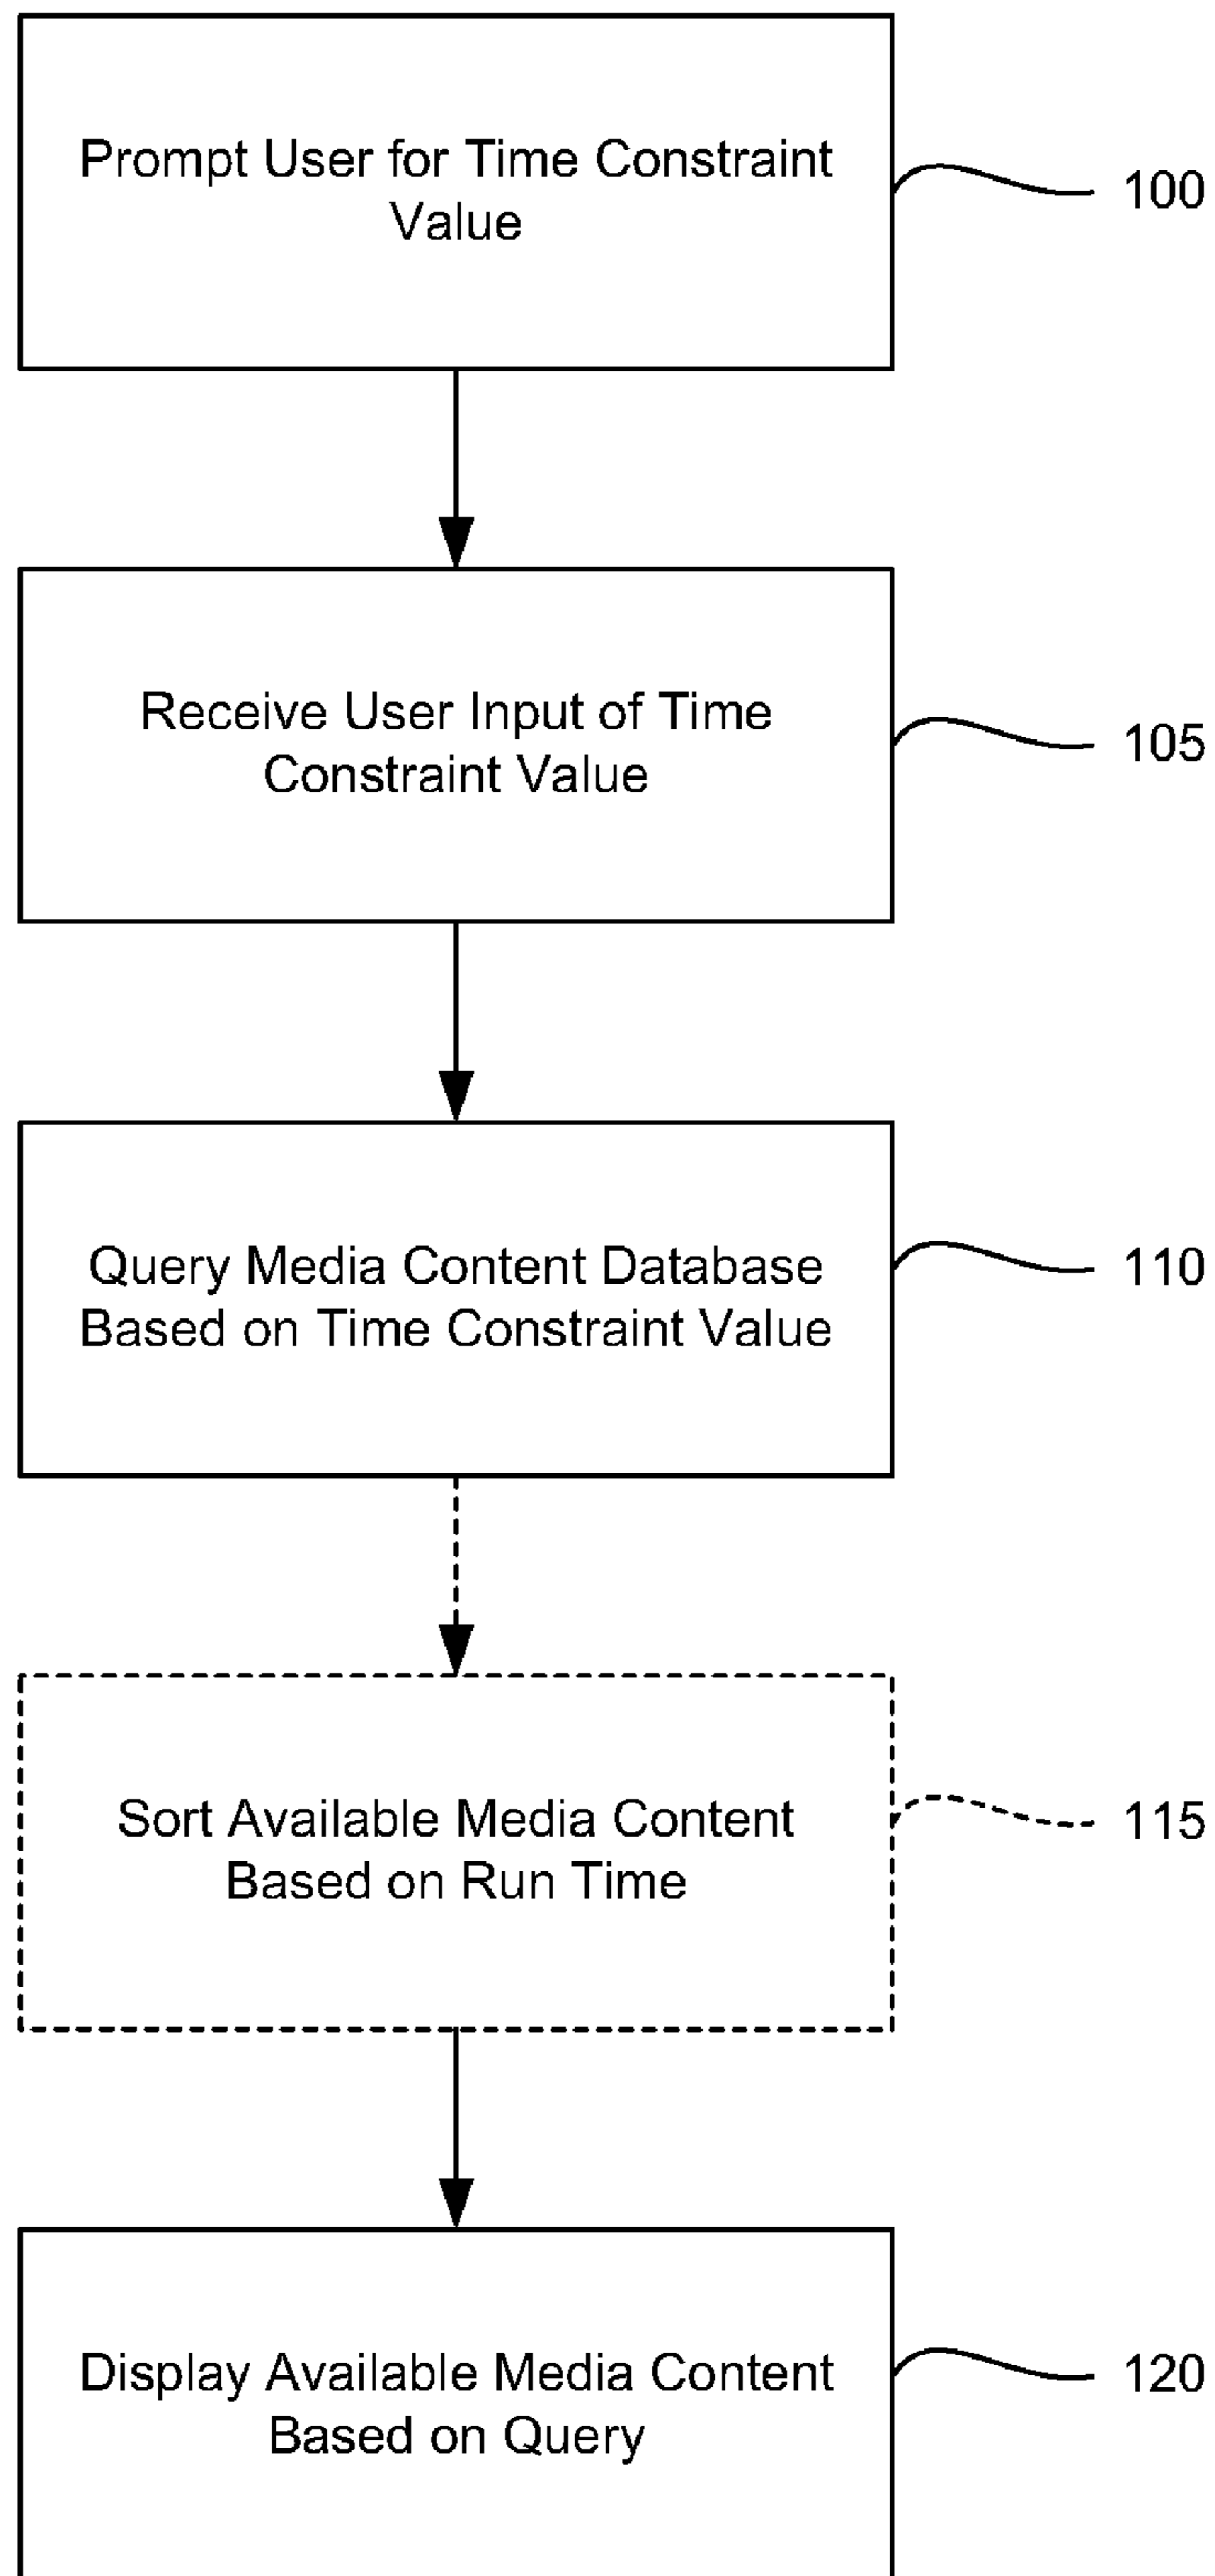 Prompt User for Time Constraint
Value
100
Receive User Input of Time
Constraint Value
105
Query Media Content Database
Based on Time Constraint Value
110
Sort Available Media Content
Based on Run Time
115
Display Available Media Content
Based on Query
120